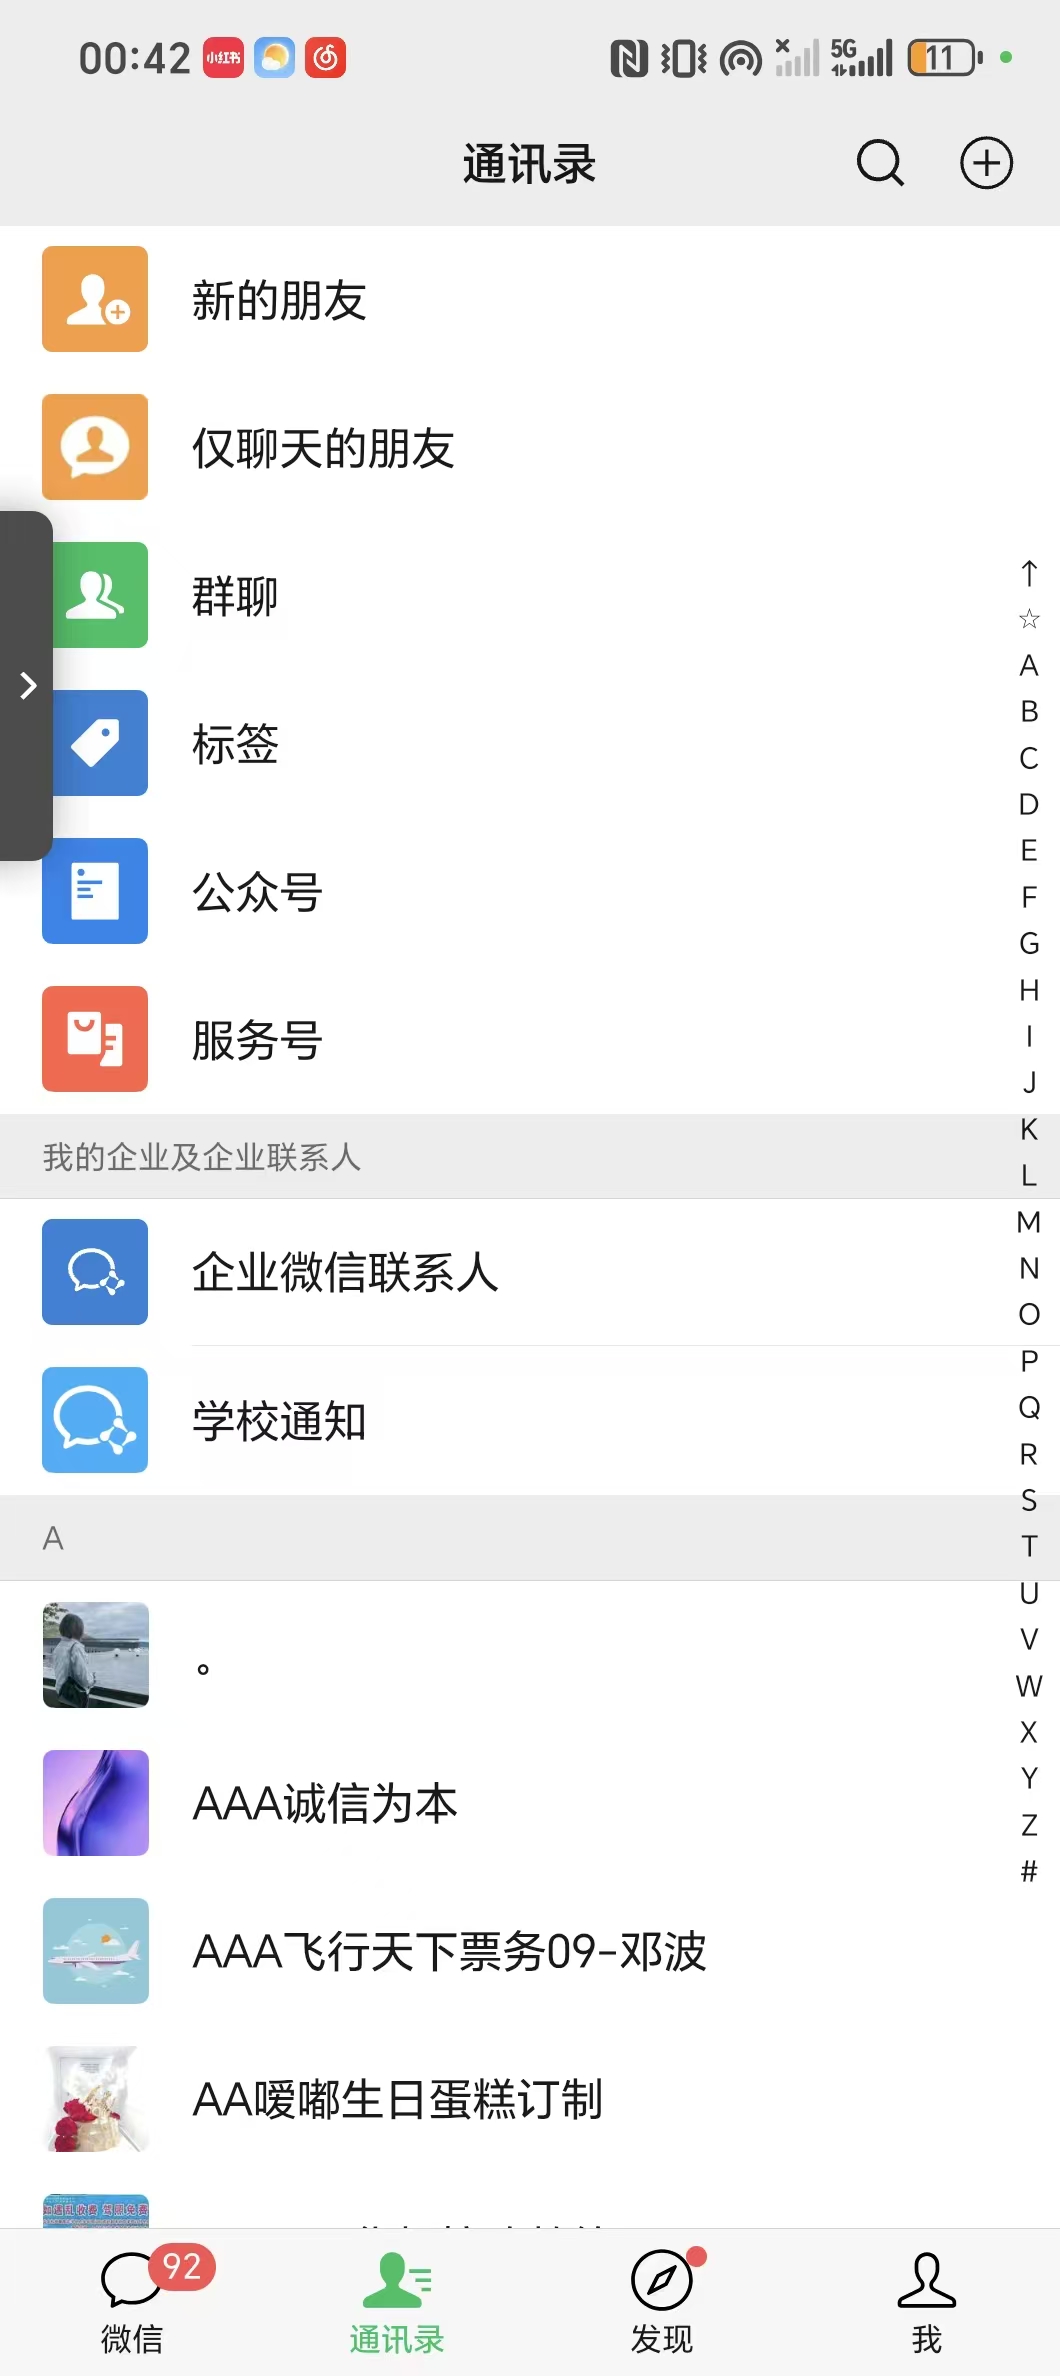 00:42
小红书
5G
11
通讯录
新的朋友
仅聊天的朋友
群聊
标签
公众号
服务号
我的企业及企业联系人
企业微信联系人
学校通知
A
。
AAA诚信为本
AAA飞行天下票务09-邓波
AA嗳嘟生日蛋糕订制
↑
☆
A
B
C
D
E
F
G
H
I
J
K
L
M
N
O
P
Q
R
S
T
U
V
W
X
Y
Z
#
92
微信
通讯录
发现
我